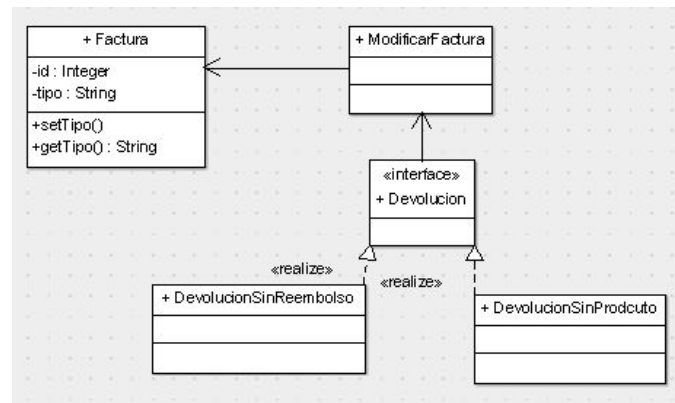 + Factura
-id : Integer
-tipo : String
+setTipo()
+getTipo() : String
+ ModificarFactura
«interface»
+ Devolucion
«realize»
«realize»
+ DevolucionSinReembolso
+ DevolucionSinProdcuto